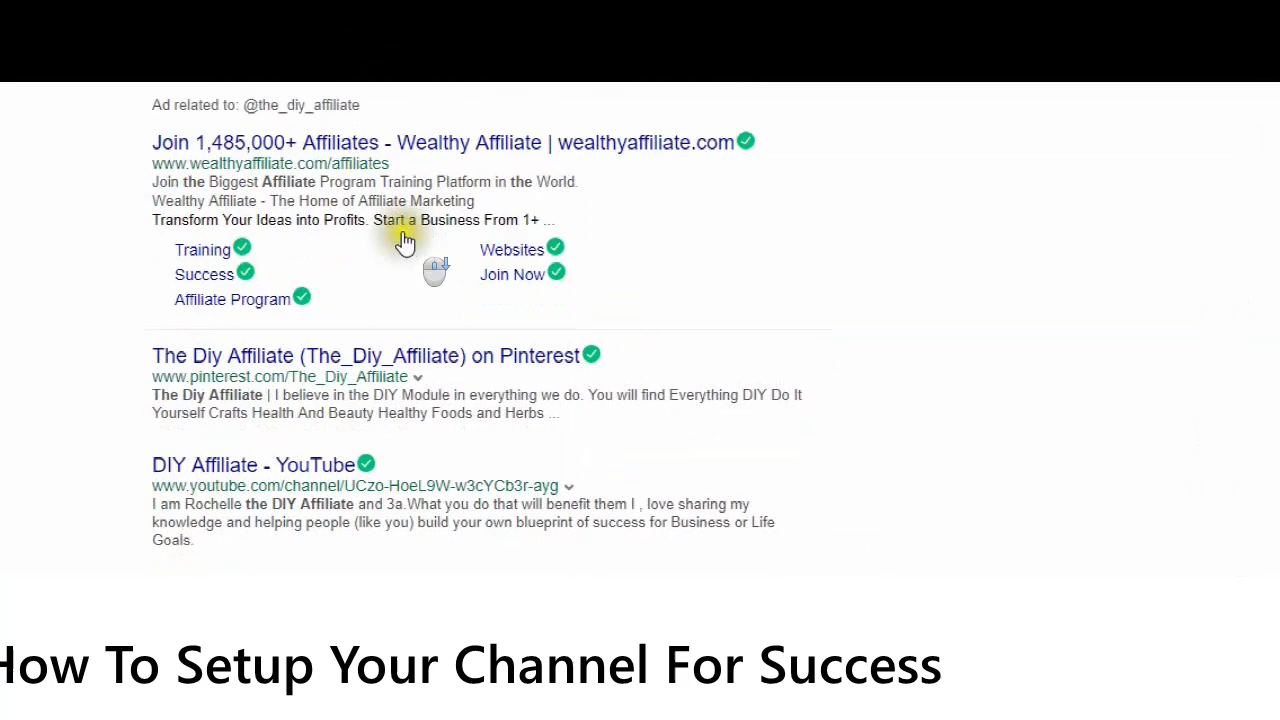 Ad related to: @the_diy_affiliate
Join 1,485,000+ Affiliates - Wealthy Affiliate | wealthyaffiliate.com
www.wealthyaffiliate.com/affiliates
Join the Biggest Affiliate Program Training Platform in the World.
Wealthy Affiliate - The Home of Affiliate Marketing
Transform Your Ideas into Profits. Start a Business From 1+ ...
Training Websites
Success Join Now
Affiliate Program
The Diy Affiliate (The_Diy_Affiliate) on Pinterest
www.pinterest.com/The_Diy_Affiliate
The Diy Affiliate | I believe in the DIY Module in everything we do. You will find Everything DIY Do It
Yourself Crafts Health And Beauty Healthy Foods and Herbs ...
DIY Affiliate - YouTube
www.youtube.com/channel/UCzo-HoeL9W-w3cYCb3r-ayg
I am Rochelle the DIY Affiliate and 3a.What you do that will benefit them I , love sharing my
knowledge and helping people (like you) build your own blueprint of success for Business or Life
Goals.
How To Setup Your Channel For Success